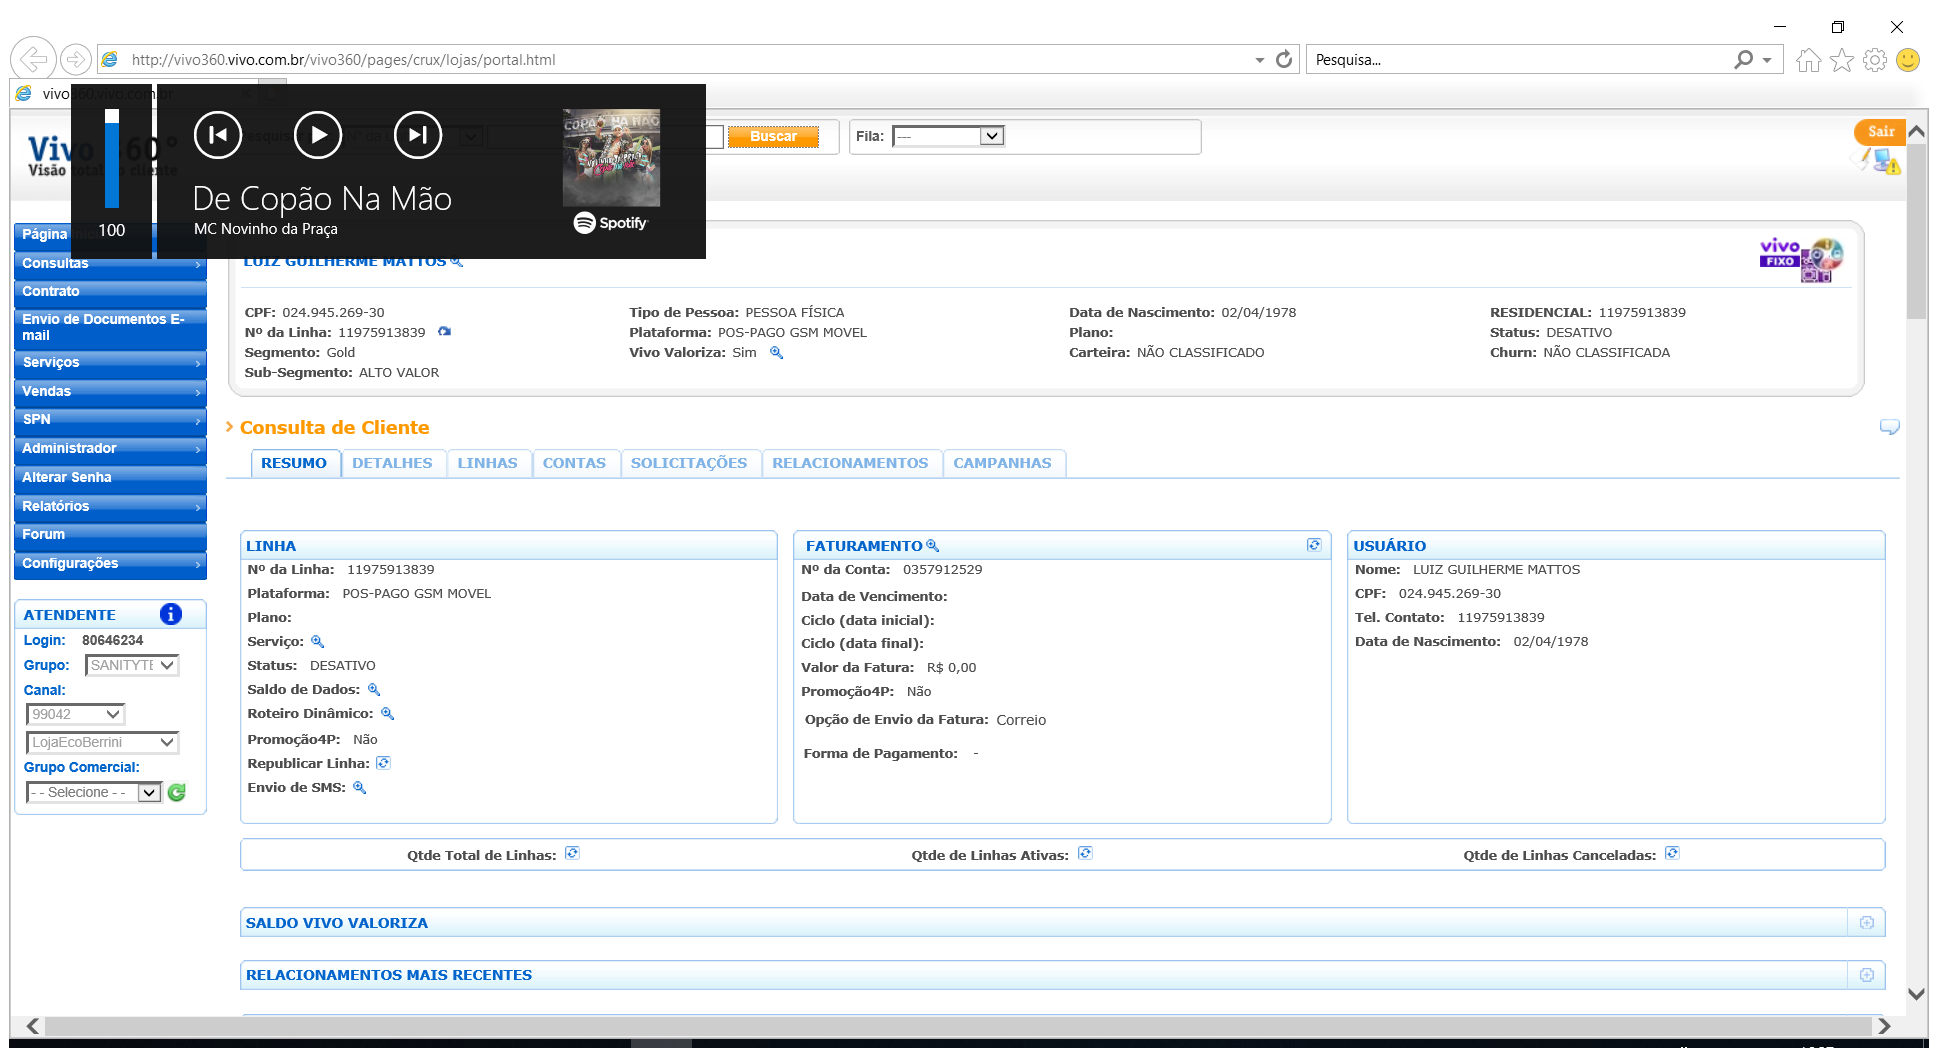 http://vivo360.vivo.com.br/vivo360/pages/crux/lojas/portal.html
Pesquisa...
vivo360.vivo.com.br
Vivo 360°
Visão total do cliente
Buscar
Fila: ---
Sair
100
De Copão Na Mão
MC Novinho da Praça
COPÃO NA MÃO
Spotify
Página Inicial
Consultas
Contrato
Envio de Documentos E-
mail
Serviços
Vendas
SPN
Administrador
Alterar Senha
Relatórios
Forum
Configurações
ATENDENTE
Login: 80646234
Grupo: SANITYTE
Canal:
99042
LojaEcoBerrini
Grupo Comercial:
- - Selecione - -
LUIZ GUILHERME MATTOS
vivo
FIXO
CPF: 024.945.269-30
Nº da Linha: 11975913839
Segmento: Gold
Sub-Segmento: ALTO VALOR
Tipo de Pessoa: PESSOA FÍSICA
Plataforma: POS-PAGO GSM MOVEL
Vivo Valoriza: Sim
Data de Nascimento: 02/04/1978
Plano:
Carteira: NÃO CLASSIFICADO
RESIDENCIAL: 11975913839
Status: DESATIVO
Churn: NÃO CLASSIFICADA
Consulta de Cliente
RESUMO DETALHES LINHAS CONTAS SOLICITAÇÕES RELACIONAMENTOS CAMPANHAS
LINHA
Nº da Linha: 11975913839
Plataforma: POS-PAGO GSM MOVEL
Plano:
Serviço:
Status: DESATIVO
Saldo de Dados:
Roteiro Dinâmico:
Promoção4P: Não
Republicar Linha:
Envio de SMS:
FATURAMENTO
Nº da Conta: 0357912529
Data de Vencimento:
Ciclo (data inicial):
Ciclo (data final):
Valor da Fatura: R$ 0,00
Promoção4P: Não
Opção de Envio da Fatura: Correio
Forma de Pagamento: -
USUÁRIO
Nome: LUIZ GUILHERME MATTOS
CPF: 024.945.269-30
Tel. Contato: 11975913839
Data de Nascimento: 02/04/1978
Qtde Total de Linhas: Qtde de Linhas Ativas: Qtde de Linhas Canceladas:
SALDO VIVO VALORIZA
RELACIONAMENTOS MAIS RECENTES